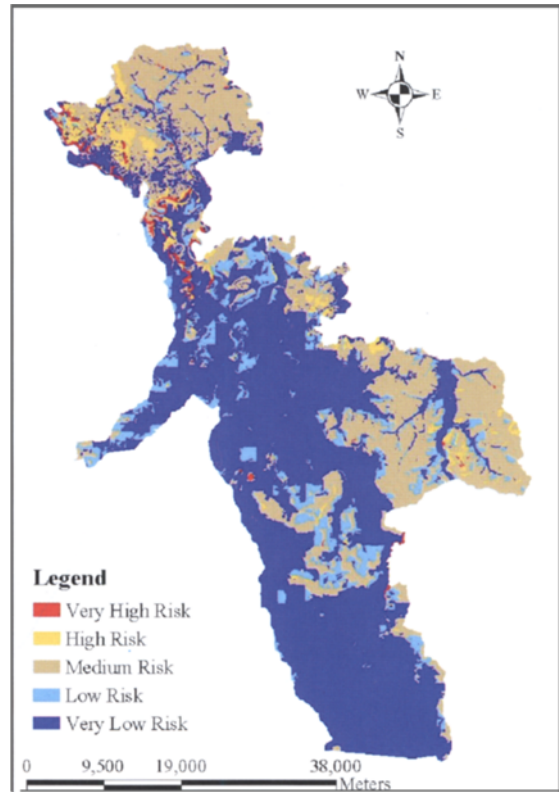 N
W E
S
Legend
Very High Risk
High Risk
Medium Risk
Low Risk
Very Low Risk
0 9,500 19,000 38,000
Meters